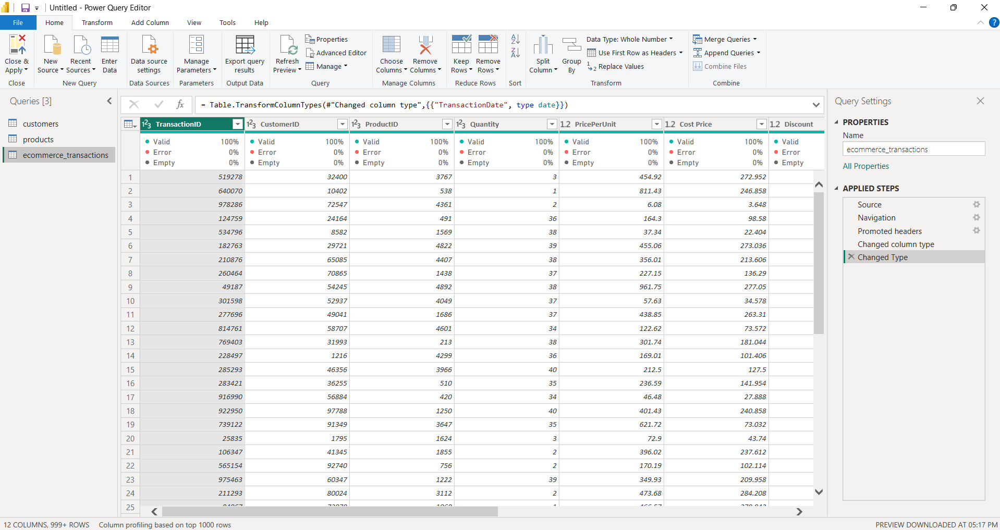 Untitled - Power Query Editor
File Home Transform Add Column View Tools Help
Close & Apply
Close
New Source
Recent Sources
Enter Data
New Query
Data source settings
Data Sources
Manage Parameters
Parameters
Export query results
Output Data
Refresh Preview
Properties
Advanced Editor
Manage
Query
Choose Columns
Remove Columns
Manage Columns
Keep Rows
Remove Rows
Reduce Rows
Sort
Split Column
Group By
Data Type: Whole Number
Use First Row as Headers
Replace Values
Transform
Merge Queries
Append Queries
Combine Files
Combine
Queries [3]
customers
products
ecommerce_transactions
fx = Table.TransformColumnTypes(#"Changed column type",{{"TransactionDate", type date}})
TransactionID CustomerID ProductID Quantity 1.2 PricePerUnit 1.2 Cost Price 1.2 Discount
Valid 100% Valid 100% Valid 100% Valid 100% Valid 100% Valid 100% Valid
Error 0% Error 0% Error 0% Error 0% Error 0% Error 0% Error
Empty 0% Empty 0% Empty 0% Empty 0% Empty 0% Empty 0% Empty
1 519278 32400 3767 3 454.92 272.952
2 640070 10402 538 1 811.43 246.858
3 978286 72547 4361 2 6.08 3.648
4 124759 24164 491 36 164.3 98.58
5 534796 8582 1569 38 37.34 22.404
6 182763 29721 4822 39 455.06 273.036
7 210876 65085 4407 38 356.01 213.606
8 260464 70865 1438 37 227.15 136.29
9 49187 54245 4892 38 961.75 277.05
10 301598 52937 4049 37 57.63 34.578
11 277696 49041 1686 37 438.85 263.31
12 814761 58707 4601 34 122.62 73.572
13 769403 31993 213 38 301.74 181.044
14 228497 1216 4299 36 169.01 101.406
15 285293 46356 3966 40 212.5 127.5
16 283421 36255 510 35 236.59 141.954
17 916990 56884 420 34 46.48 27.888
18 922950 97788 1250 40 401.43 240.858
19 739122 91349 3647 35 621.72 73.032
20 25835 1795 1624 3 72.9 43.74
21 106347 41345 1855 2 396.02 237.612
22 565154 92740 756 2 170.19 102.114
23 975463 60347 1222 39 349.93 209.958
24 211293 80024 3112 2 473.68 284.208
25
Query Settings
PROPERTIES
Name
ecommerce_transactions
All Properties
APPLIED STEPS
Source
Navigation
Promoted headers
Changed column type
Changed Type
12 COLUMNS, 999+ ROWS Column profiling based on top 1000 rows
PREVIEW DOWNLOADED AT 05:17 PM